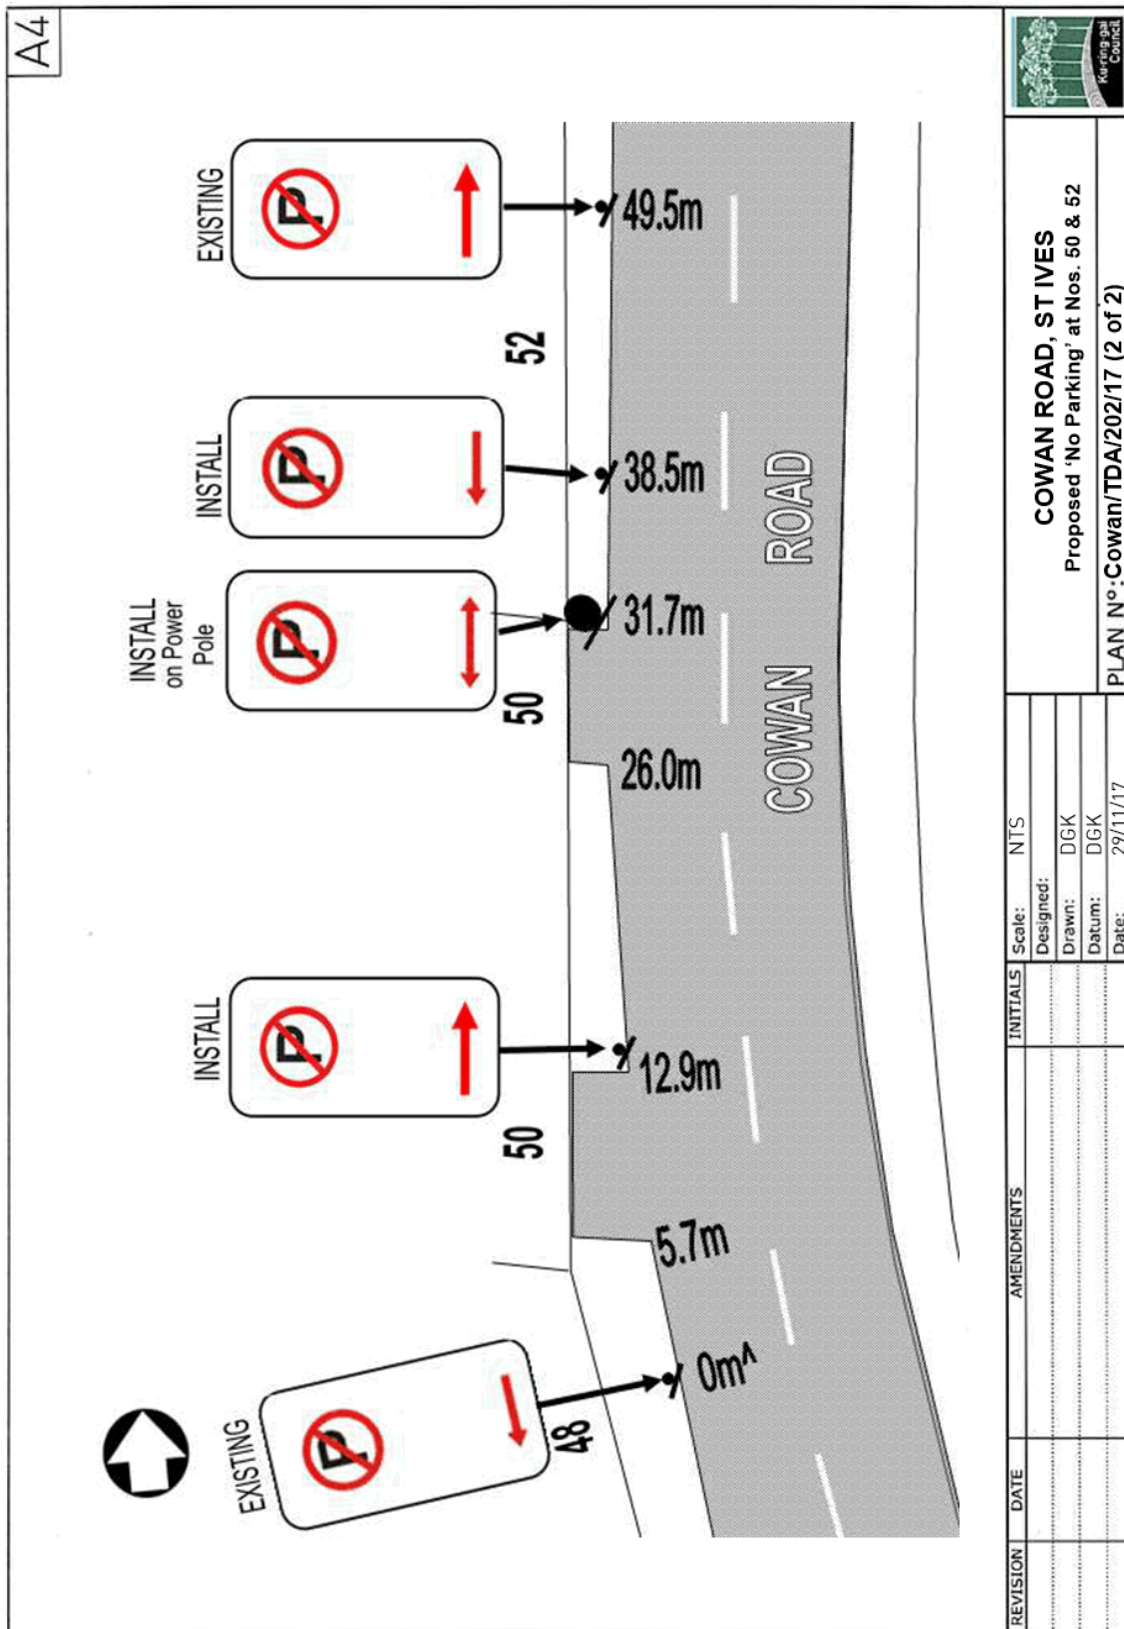 A4
EXISTING
P
48
0m^
5.7m
50
INSTALL
P
12.9m
26.0m
50
INSTALL
on Power
Pole
P
31.7m
INSTALL
P
38.5m
52
EXISTING
P
49.5m
COWAN ROAD
REVISION DATE AMENDMENTS INITIALS
Scale: NTS
Designed:
Drawn: DGK
Datum: DGK
Date: 29/11/17
COWAN ROAD, ST IVES
Proposed 'No Parking' at Nos. 50 & 52
PLAN Nº:Cowan/TDA/202/17 (2 of 2)
Ku-ring-gai
Council